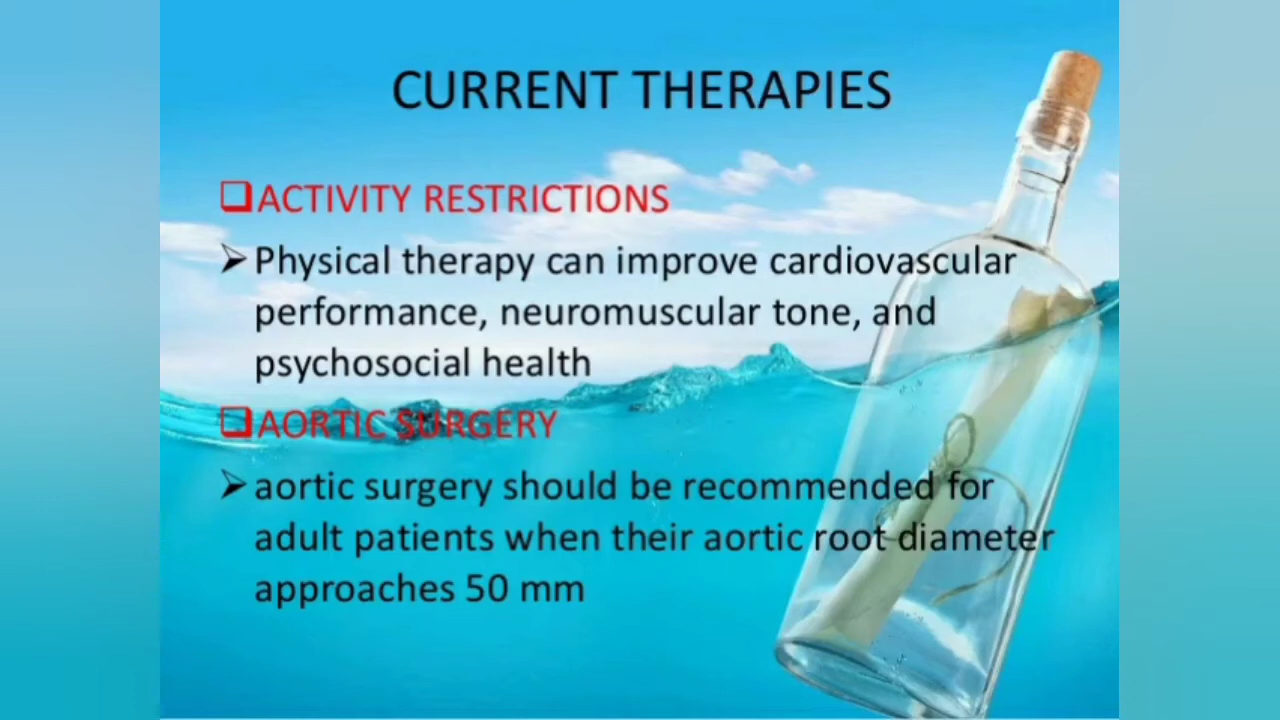 CURRENT THERAPIES
❑ACTIVITY RESTRICTIONS
➢Physical therapy can improve cardiovascular
performance, neuromuscular tone, and
psychosocial health
❑AORTIC SURGERY
➢aortic surgery should be recommended for
adult patients when their aortic root diameter
approaches 50 mm